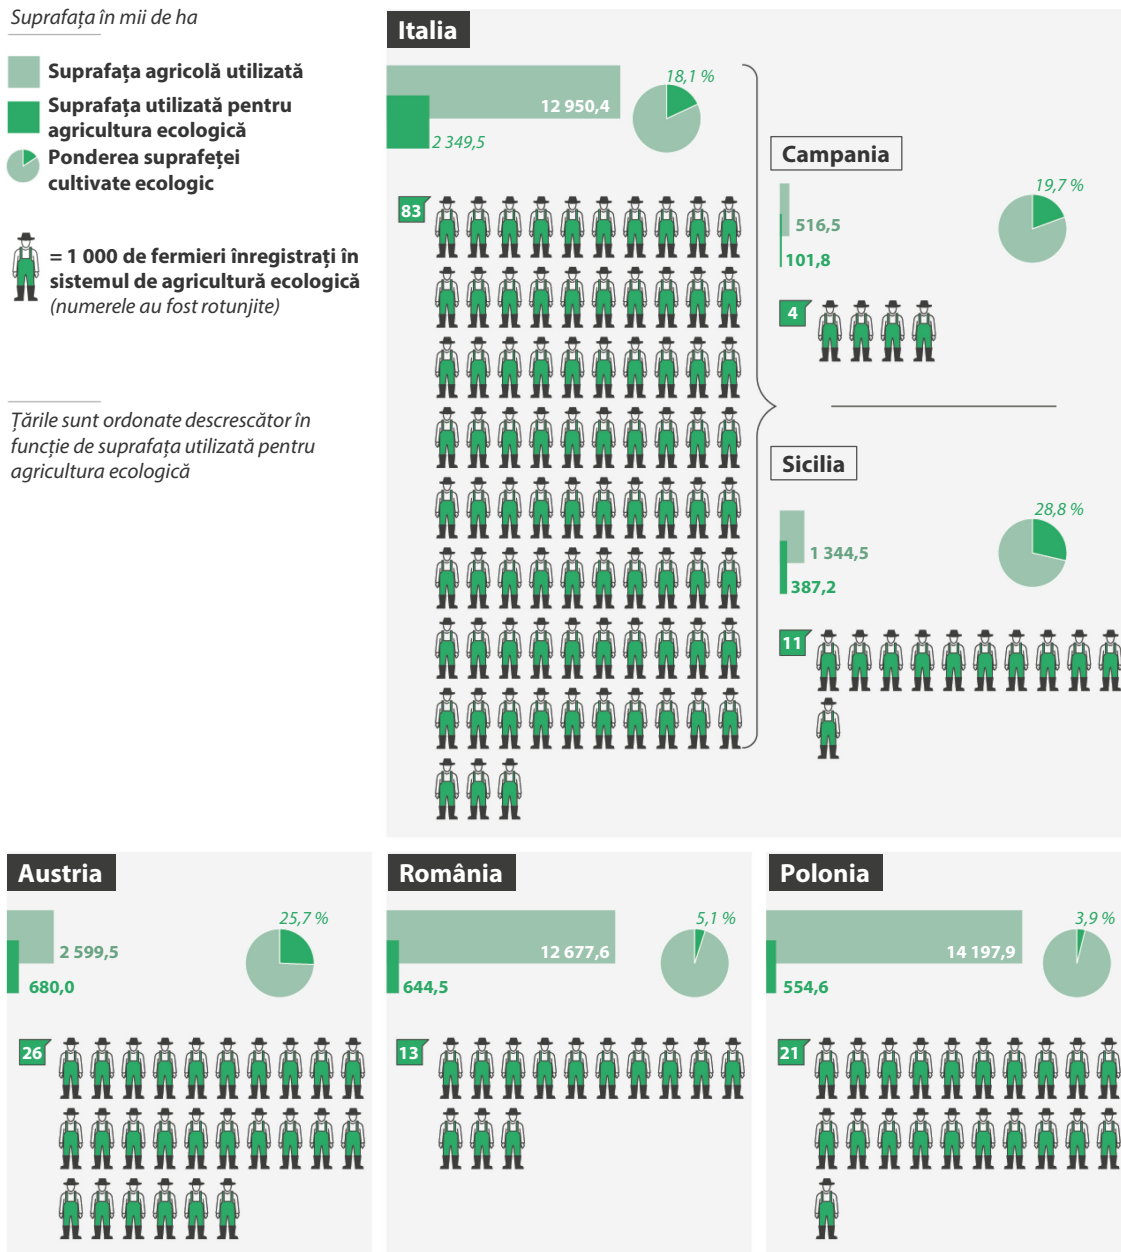 Suprafața în mii de ha
Suprafața agricolă utilizată
Suprafața utilizată pentru
agricultura ecologică
Ponderea suprafeței
cultivate ecologic
= 1 000 de fermieri înregistrați în
sistemul de agricultură ecologică
(numerele au fost rotunjite)
Țările sunt ordonate descrescător în
funcție de suprafața utilizată pentru
agricultura ecologică
Italia
12 950,4
18,1 %
2 349,5
83
Campania
516,5
101,8
19,7 %
4
Sicilia
1 344,5
387,2
28,8 %
11
Austria
2 599,5
680,0
25,7 %
26
România
12 677,6
644,5
5,1 %
13
Polonia
14 197,9
554,6
3,9 %
21